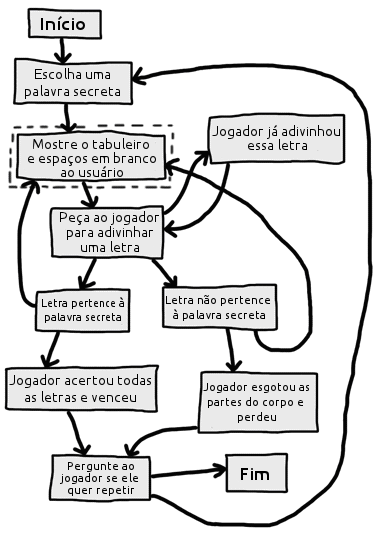 Início
Escolha uma
palavra secreta
Mostre o tabuleiro
e espaços em branco
ao usuário
Jogador já adivinhou
essa letra
Peça ao jogador
para adivinhar
uma letra
Letra pertence à
palavra secreta
Letra não pertence
à palavra secreta
Jogador acertou todas
as letras e venceu
Jogador esgotou as
partes do corpo e
perdeu
Pergunte ao
jogador se ele
quer repetir
Fim